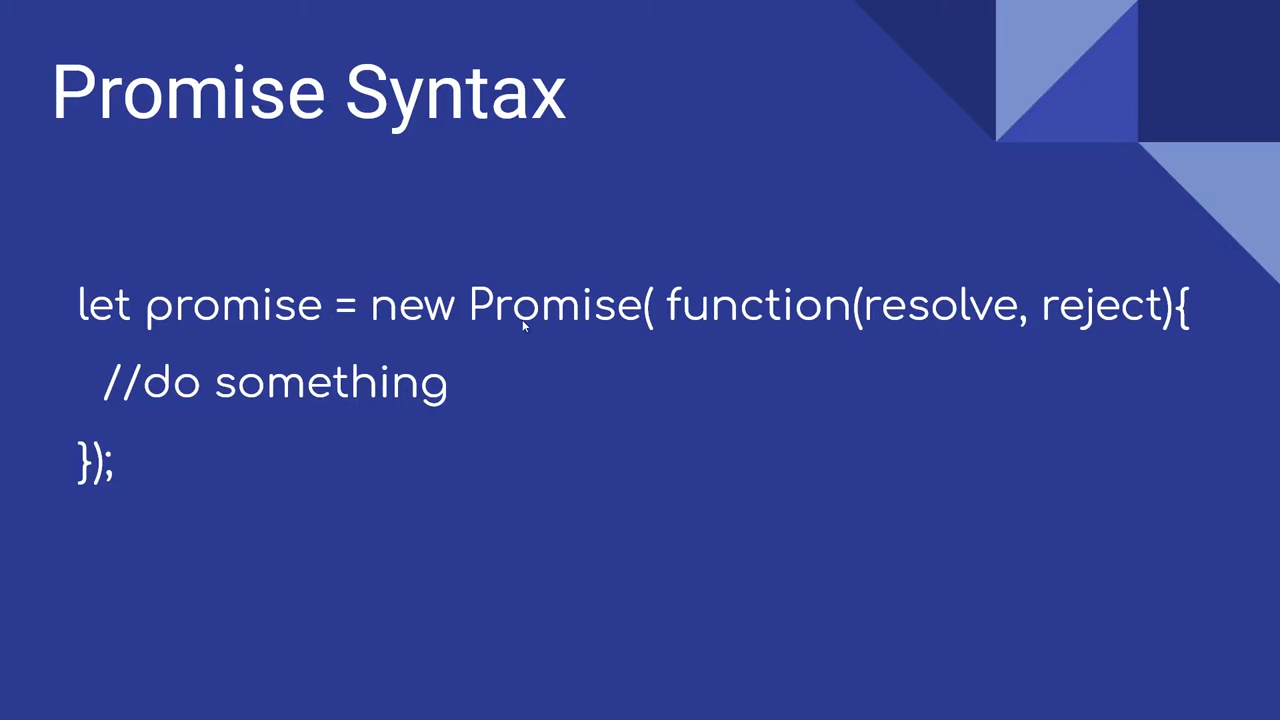 Promise Syntax
let promise = new Promise( function(resolve, reject){
//do something
});